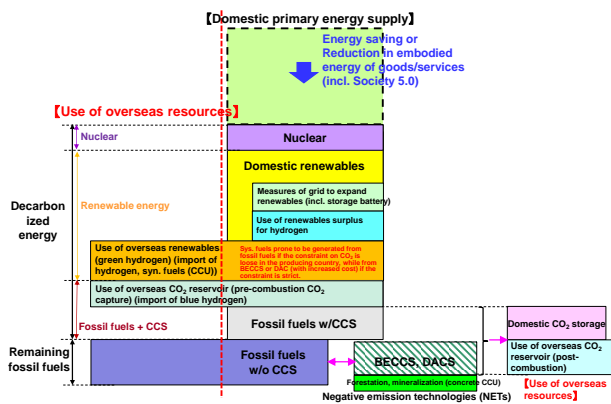 【Domestic primary energy supply】
Energy saving or
Reduction in embodied
energy of goods/services
(incl. Society 5.0)
【Use of overseas resources】
Nuclear
Nuclear
Domestic renewables
Measures of grid to expand
renewables (incl. storage battery)
Decarbon
ized
energy
Renewable energy
Use of renewables surplus
for hydrogen
Use of overseas renewables
(green hydrogen) (import of
hydrogen, syn. fuels (CCU))
Sys. fuels prone to be generated from
fossil fuels if the constraint on CO2 is
loose in the producing country, while from
BECCS or DAC (with increased cost) if the
constraint is strict.
Use of overseas CO2 reservoir (pre-combustion CO2
capture) (import of blue hydrogen)
Fossil fuels + CCS
Fossil fuels w/CCS
Domestic CO2 storage
Remaining
fossil fuels
Fossil fuels
w/o CCS
BECCS, DACS
Use of overseas CO2
reservoir (post-
combustion)
Forestation, mineralization (concrete CCU)
【Use of overseas
resources】
Negative emission technologies (NETs)